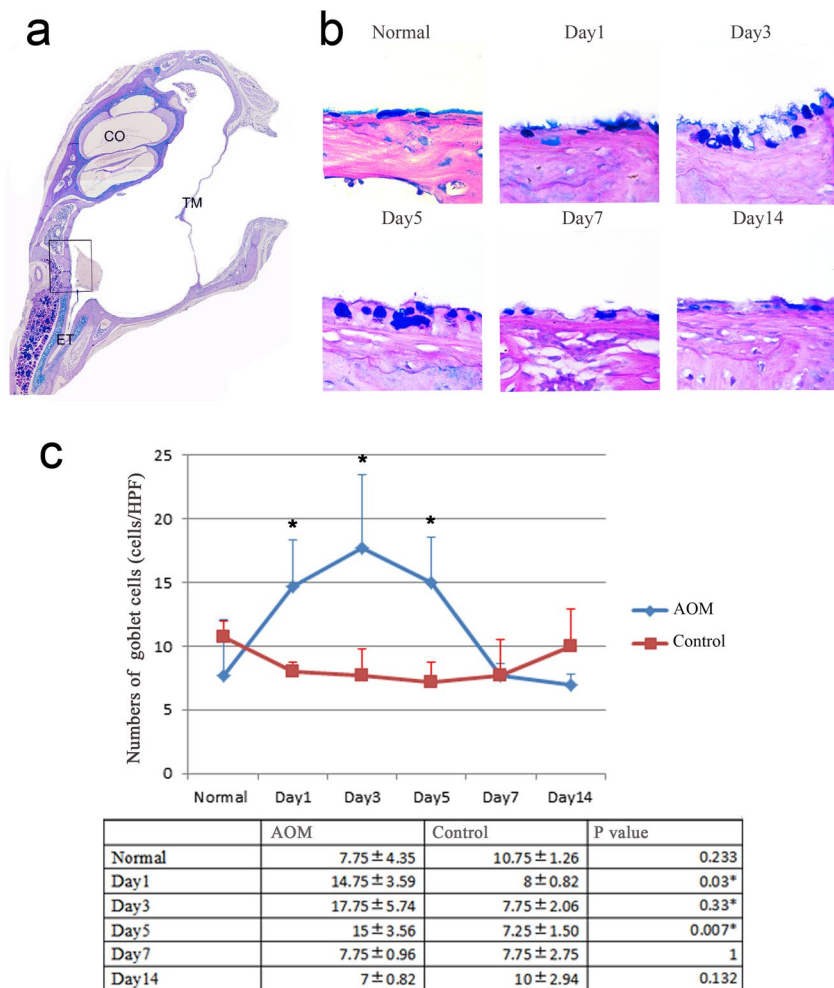 a
CO
TM
ET
b
Normal Day1 Day3
Day5 Day7 Day14
c
Numbers of goblet cells (cells/HPF)
25
20
15
10
5
0
* * *
Normal Day1 Day3 Day5 Day7 Day14
AOM
Control
AOM Control P value
Normal 7.75±4.35 10.75±1.26 0.233
Day1 14.75±3.59 8±0.82 0.03*
Day3 17.75±5.74 7.75±2.06 0.33*
Day5 15±3.56 7.25±1.50 0.007*
Day7 7.75±0.96 7.75±2.75 1
Day14 7±0.82 10±2.94 0.132